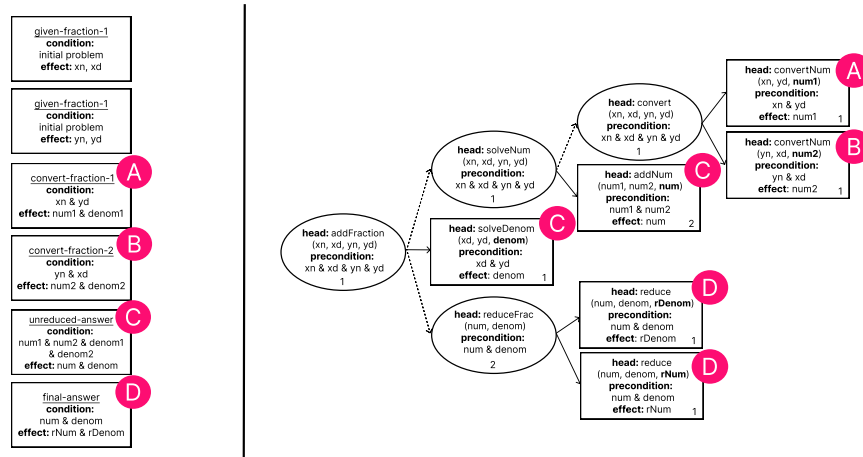 given-fraction-1
condition:
initial problem
effect: xn, xd
given-fraction-1
condition:
initial problem
effect: yn, yd
A
convert-fraction-1
condition:
xn & yd
effect: num1 & denom1
B
convert-fraction-2
condition:
yn & xd
effect: num2 & denom2
C
unreduced-answer
condition:
num1 & num2 & denom1
& denom2
effect: num & denom
D
final-answer
condition:
num & denom
effect: rNum & rDenom
head: addFraction
(xn, xd, yn, yd)
precondition:
xn & xd & yn & yd
1
head: solveNum
(xn, xd, yn, yd)
precondition:
xn & xd & yn & yd
1
head: convert
(xn, xd, yn, yd)
precondition:
xn & xd & yn & yd
1
A
head: convertNum
(xn, yd, num1)
precondition:
xn & yd
effect: num1
1
B
head: convertNum
(yn, xd, num2)
precondition:
yn & xd
effect: num2
1
C
head: addNum
(num1, num2, num)
precondition:
num1 & num2
effect: num
2
C
head: solveDenom
(xd, yd, denom)
precondition:
xd & yd
effect: denom
1
head: reduceFrac
(num, denom)
precondition:
num & denom
2
D
head: reduce
(num, denom, rDenom)
precondition:
num & denom
effect: rDenom
1
D
head: reduce
(num, denom, rNum)
precondition:
num & denom
effect: rNum
1